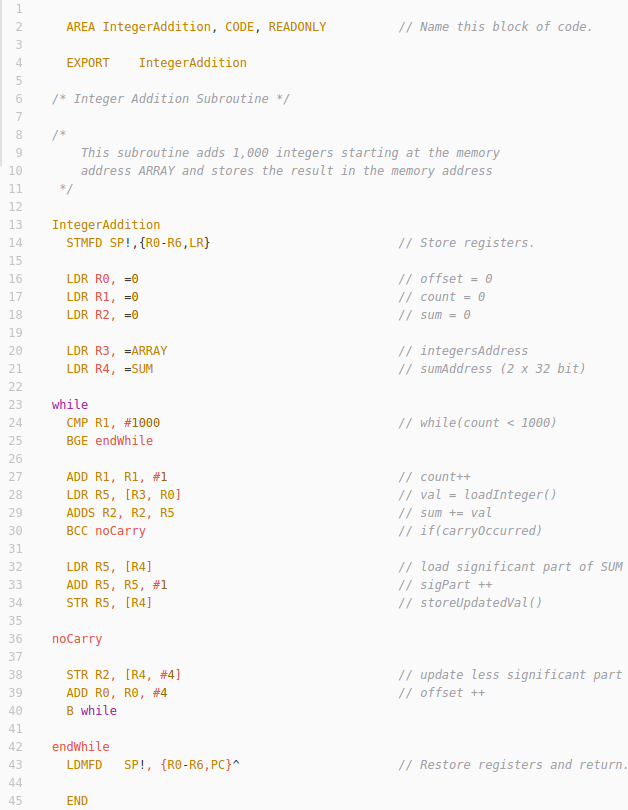 1
2 AREA IntegerAddition, CODE, READONLY // Name this block of code.
3
4 EXPORT IntegerAddition
5
6 /* Integer Addition Subroutine */
7
8 /*
9 This subroutine adds 1,000 integers starting at the memory
10 address ARRAY and stores the result in the memory address
11 */
12
13 IntegerAddition
14 STMFD SP!,{R0-R6,LR} // Store registers.
15
16 LDR R0, =0 // offset = 0
17 LDR R1, =0 // count = 0
18 LDR R2, =0 // sum = 0
19
20 LDR R3, =ARRAY // integersAddress
21 LDR R4, =SUM // sumAddress (2 x 32 bit)
22
23 while
24 CMP R1, #1000 // while(count < 1000)
25 BGE endWhile
26
27 ADD R1, R1, #1 // count++
28 LDR R5, [R3, R0] // val = loadInteger()
29 ADDS R2, R2, R5 // sum += val
30 BCC noCarry // if(carryOccurred)
31
32 LDR R5, [R4] // load significant part of SUM
33 ADD R5, R5, #1 // sigPart ++
34 STR R5, [R4] // storeUpdatedVal()
35
36 noCarry
37
38 STR R2, [R4, #4] // update less significant part
39 ADD R0, R0, #4 // offset ++
40 B while
41
42 endWhile
43 LDMFD SP!, {R0-R6,PC}^ // Restore registers and return.
44
45 END